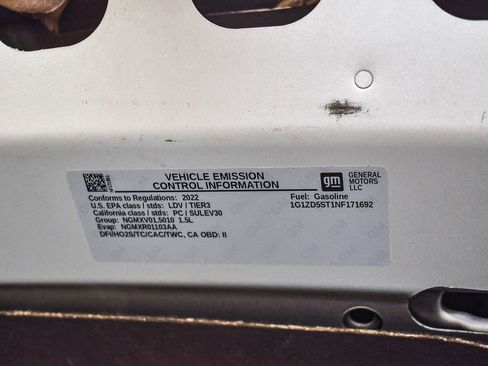 VEHICLE EMISSION
CONTROL INFORMATION
gm
GENERAL
MOTORS
LLC
Conforms to Regulations: 2022
U.S. EPA class / stds: LDV / TIER3
California class / stds: PC / SULEV30
Group: NGMXV01.5010 1.5L
Evap: NGMXR01103AA
DFI/HO2S/TC/CAC/TWC, CA OBD: II
Fuel: Gasoline
1G1ZD5ST1NF171692